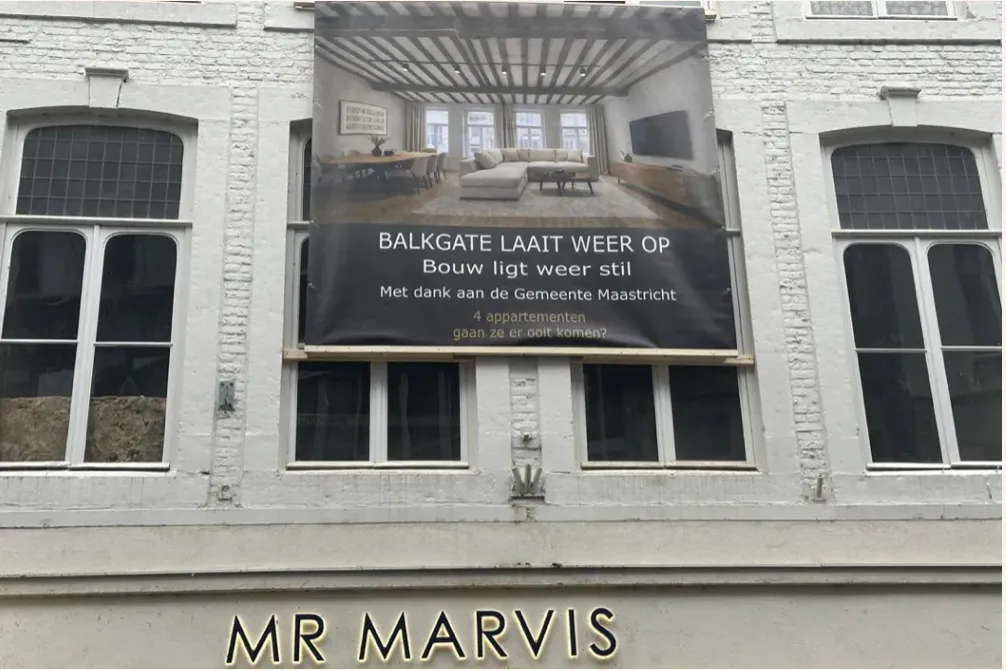 BALKGATE LAAIT WEER OP
Bouw ligt weer stil
Met dank aan de Gemeente Maastricht
4 appartementen
gaan ze er ooit komen?
MR MARVIS